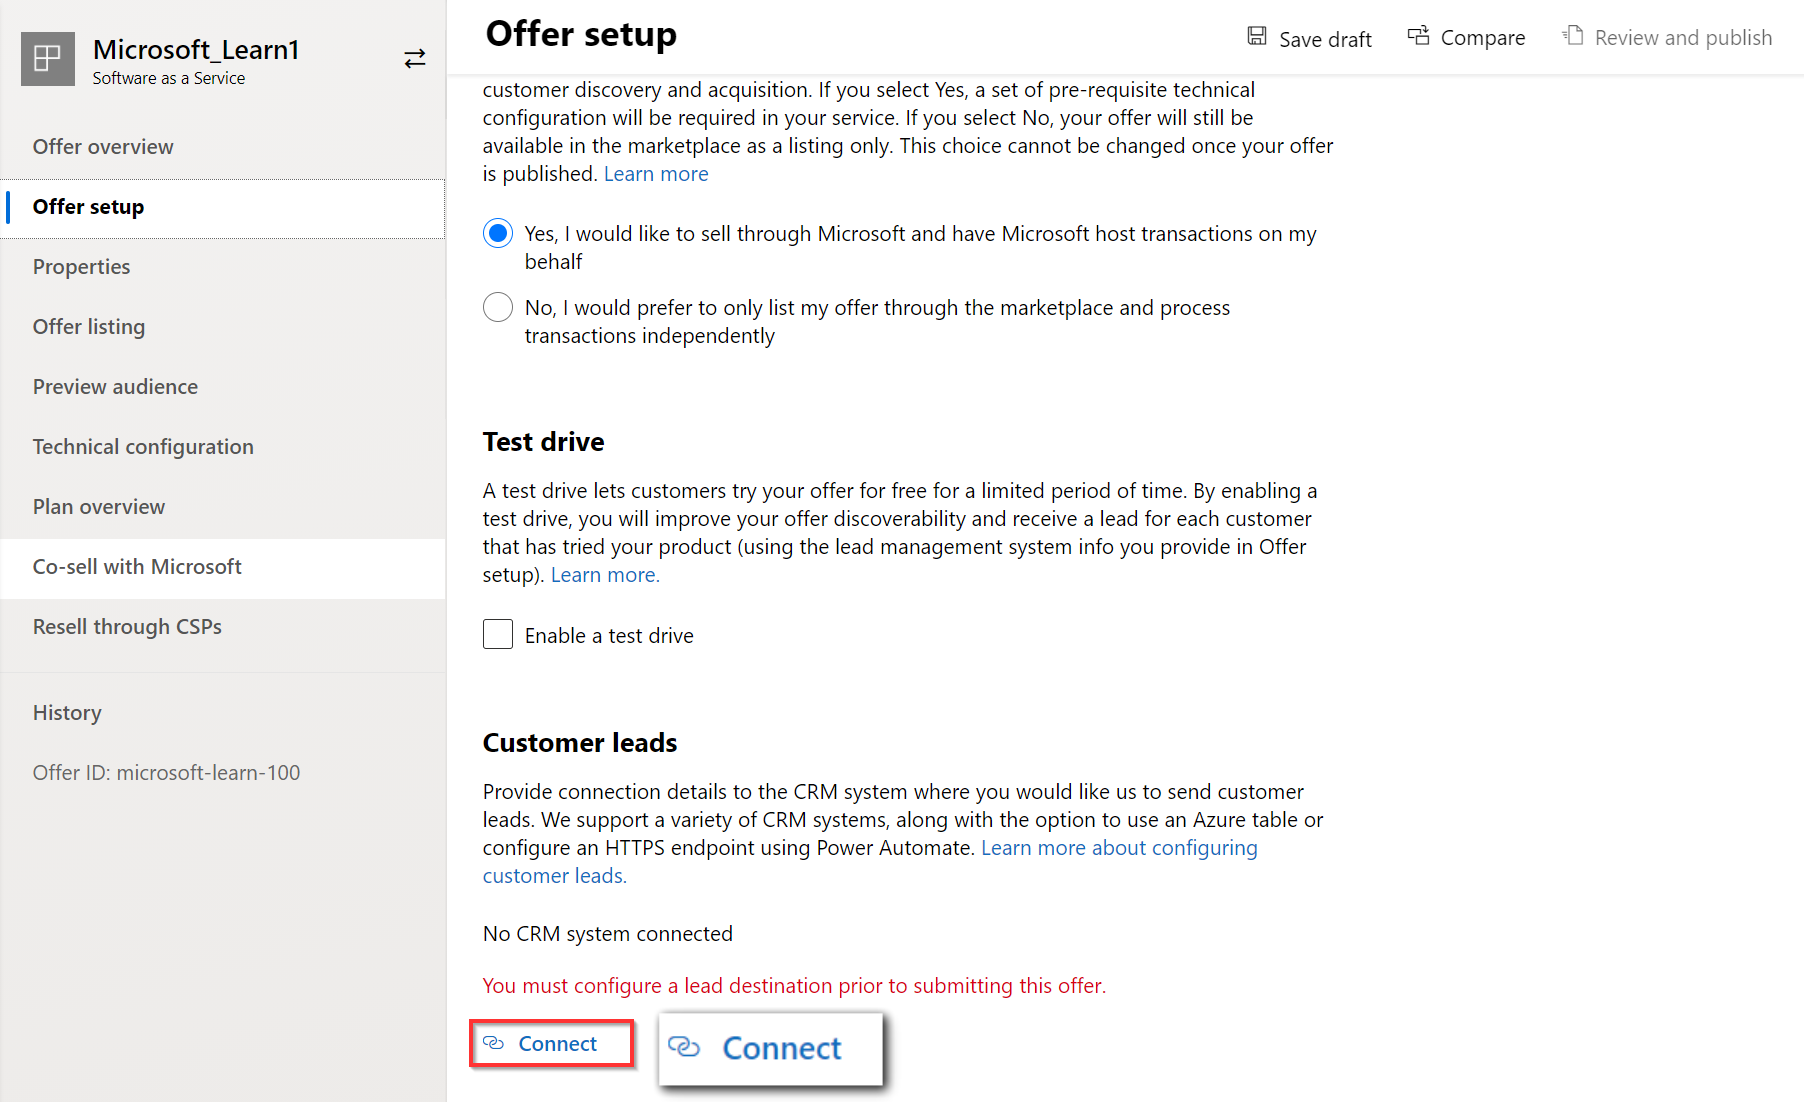 Microsoft_Learn1
Software as a Service
Offer overview
Offer setup
Properties
Offer listing
Preview audience
Technical configuration
Plan overview
Co-sell with Microsoft
Resell through CSPs
History
Offer ID: microsoft-learn-100
Offer setup
Save draft
Compare
Review and publish
customer discovery and acquisition. If you select Yes, a set of pre-requisite technical
configuration will be required in your service. If you select No, your offer will still be
available in the marketplace as a listing only. This choice cannot be changed once your offer
is published. Learn more
Yes, I would like to sell through Microsoft and have Microsoft host transactions on my
behalf
No, I would prefer to only list my offer through the marketplace and process
transactions independently
Test drive
A test drive lets customers try your offer for free for a limited period of time. By enabling a
test drive, you will improve your offer discoverability and receive a lead for each customer
that has tried your product (using the lead management system info you provide in Offer
setup). Learn more.
Enable a test drive
Customer leads
Provide connection details to the CRM system where you would like us to send customer
leads. We support a variety of CRM systems, along with the option to use an Azure table or
configure an HTTPS endpoint using Power Automate. Learn more about configuring
customer leads.
No CRM system connected
You must configure a lead destination prior to submitting this offer.
Connect
Connect